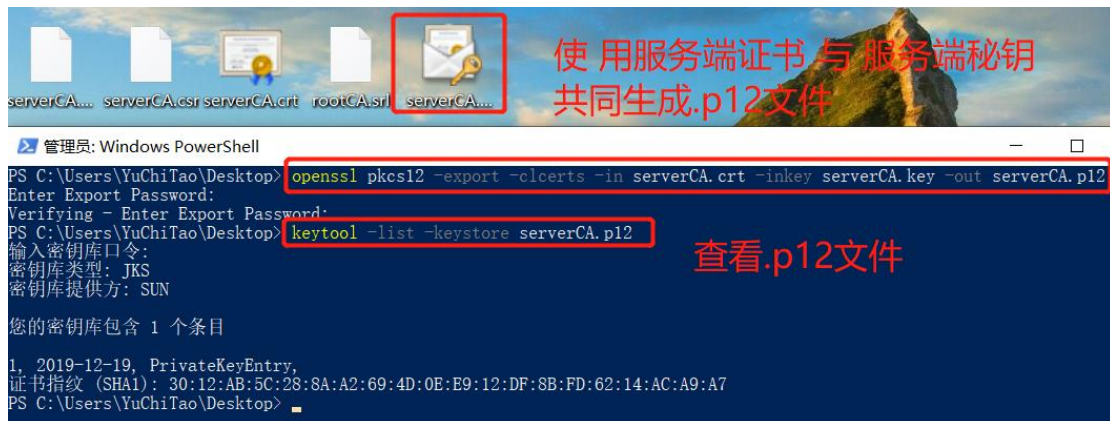 serverCA.... serverCA.csr serverCA.crt rootCA.srl serverCA....
使 用服务端证书 与 服务端秘钥
共同生成.p12文件
管理员: Windows PowerShell
PS C:\Users\YuChiTao\Desktop> openssl pkcs12 -export -clcerts -in serverCA.crt -inkey serverCA.key -out serverCA.p12
Enter Export Password:
Verifying - Enter Export Password:
PS C:\Users\YuChiTao\Desktop> keytool -list -keystore serverCA.p12
输入密钥库口令:
密钥库类型: JKS
密钥库提供方: SUN
查看.p12文件
您的密钥库包含 1 个条目
1, 2019-12-19, PrivateKeyEntry,
证书指纹 (SHA1): 30:12:AB:5C:28:8A:A2:69:4D:0E:E9:12:DF:8B:FD:62:14:AC:A9:A7
PS C:\Users\YuChiTao\Desktop>